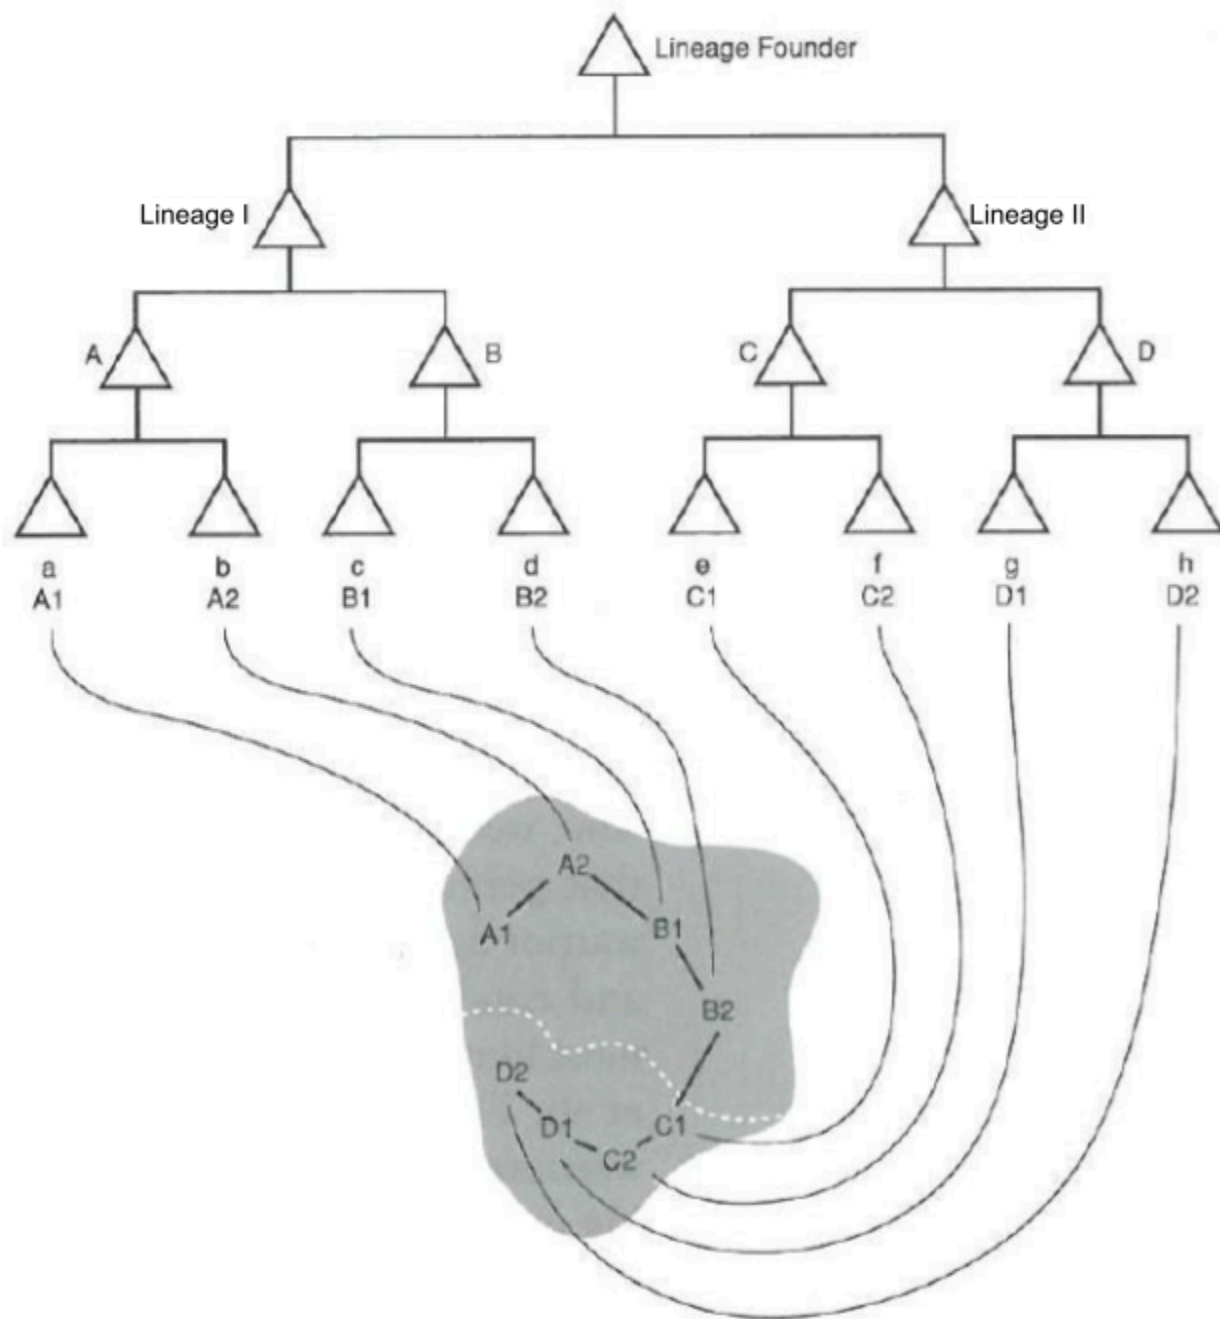 Lineage Founder
Lineage I
Lineage II
A
B
C
D
a
b
c
d
e
f
g
h
A1
A2
B1
B2
C1
C2
D1
D2
A2
A1
B1
B2
D2
D1
C1
C2